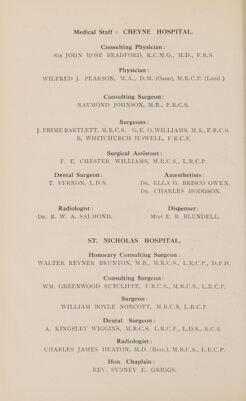 Medical Staff : CHEYNE HOSPITAL.
Consulting Physician :
SIR JOHN ROSE BRADFORD, K.C.M.G., M.D., F.R.S.
Physician :
WILFRED J. PEARSON, M.A., D.M. (Oxon), M.R.C.P. (Lond.)
Consulting Surgeon :
RAYMOND JOHNSON, M.B., F.R.C.S.
Surgeons :
J. PRIME BARTLETT, M.R.C.S. G. E. O. WILLIAMS, M.S., F.R.C.S.
B. WHITCHURCH HOWELL, F.R.C.S.
Surgical Assistant :
F. E. CHESTER WILLIAMS, M.R.C.S., L.R.C.P.
Dental Surgeon :
T. VERNON, L.D.S.
Anæsthetists :
DR. ELLA G. BRISCO OWEN.
DR. CHARLES HODGSON.
Radiologist :
DR. R. W. A. SALMOND.
Dispenser :
MISS E. B. BLUNDELL.
ST. NICHOLAS HOSPITAL.
Honorary Consulting Surgeon :
WALTER REYNER BRUNTON, M.B., M.R.C.S., L.R.C.P., D.P.H.
Consulting Surgeon :
WM. GREENWOOD SUTCLIFFE, F.R.C.S., M.R.C.S., L.R.C.P.
Surgeon :
WILLIAM BOYLE NORCOTT, M.R.C.S, L.R.C.P.
Dental Surgeon :
A. KINGSLEY WIGGINS, M.R.C.S. L.R.C.P., L.D.S., R.C.S.
Radiologist :
CHARLES JAMES HEATON, M.D. (Brux.), M.R.C.S., L.R.C.P.
Hon. Chaplain :
REV. SYDNEY E. GRIGGS.